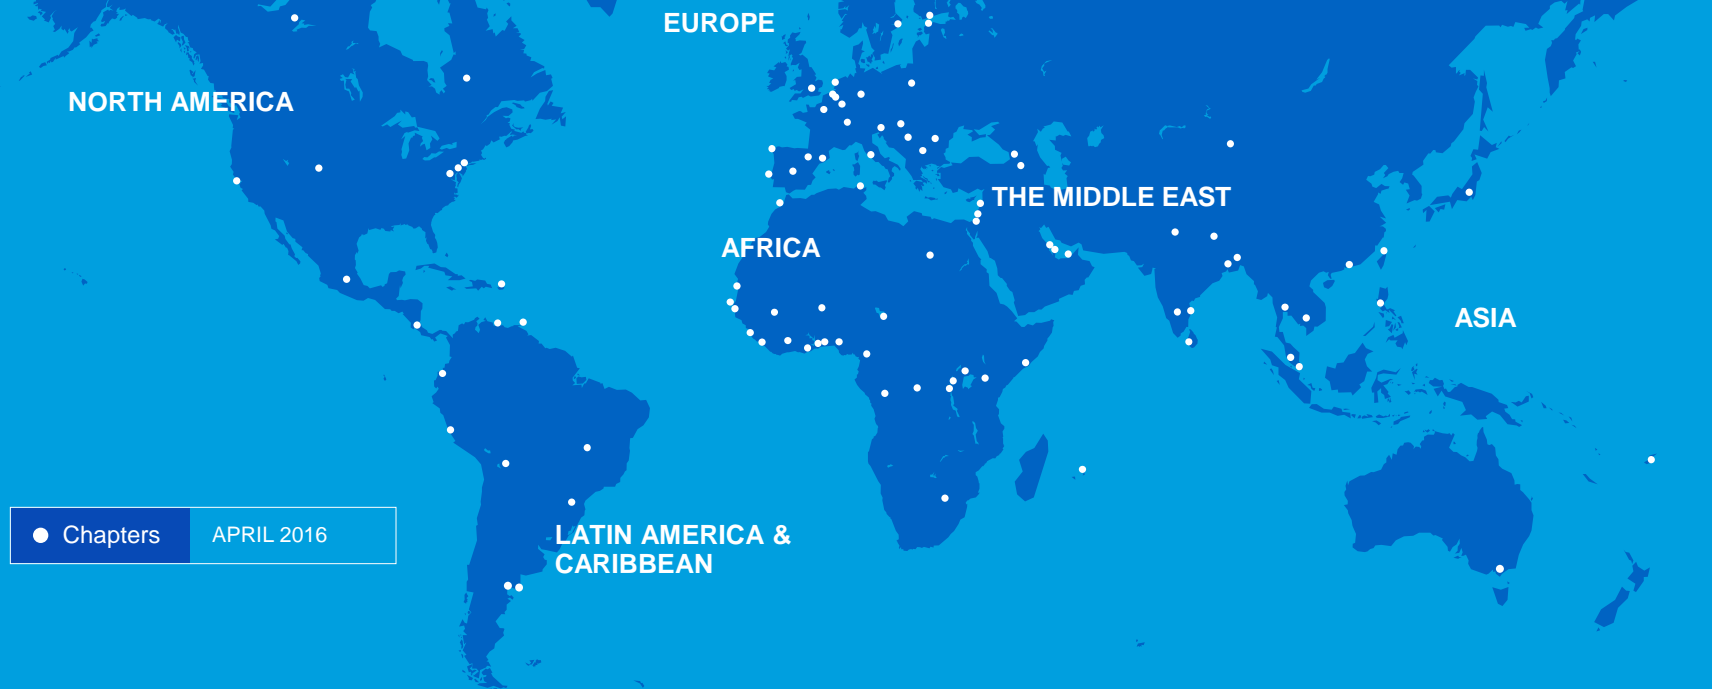 EUROPE
NORTH AMERICA
THE MIDDLE EAST
AFRICA
ASIA
Chapters
APRIL 2016
LATIN AMERICA &
CARIBBEAN